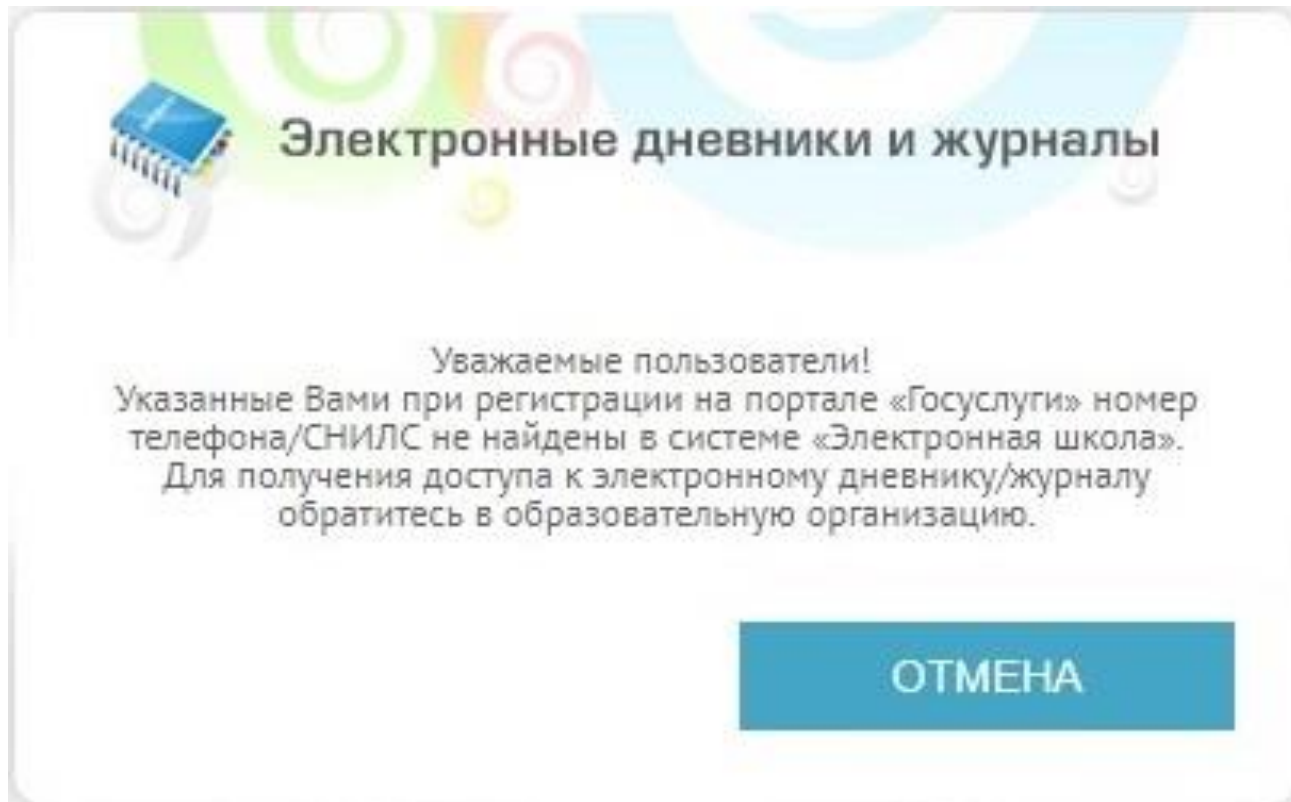 Электронные дневники и журналы
Уважаемые пользователи!
Указанные Вами при регистрации на портале «Госуслуги» номер
телефона/СНИЛС не найдены в системе «Электронная школа».
Для получения доступа к электронному дневнику/журналу
обратитесь в образовательную организацию.
ОТМЕНА